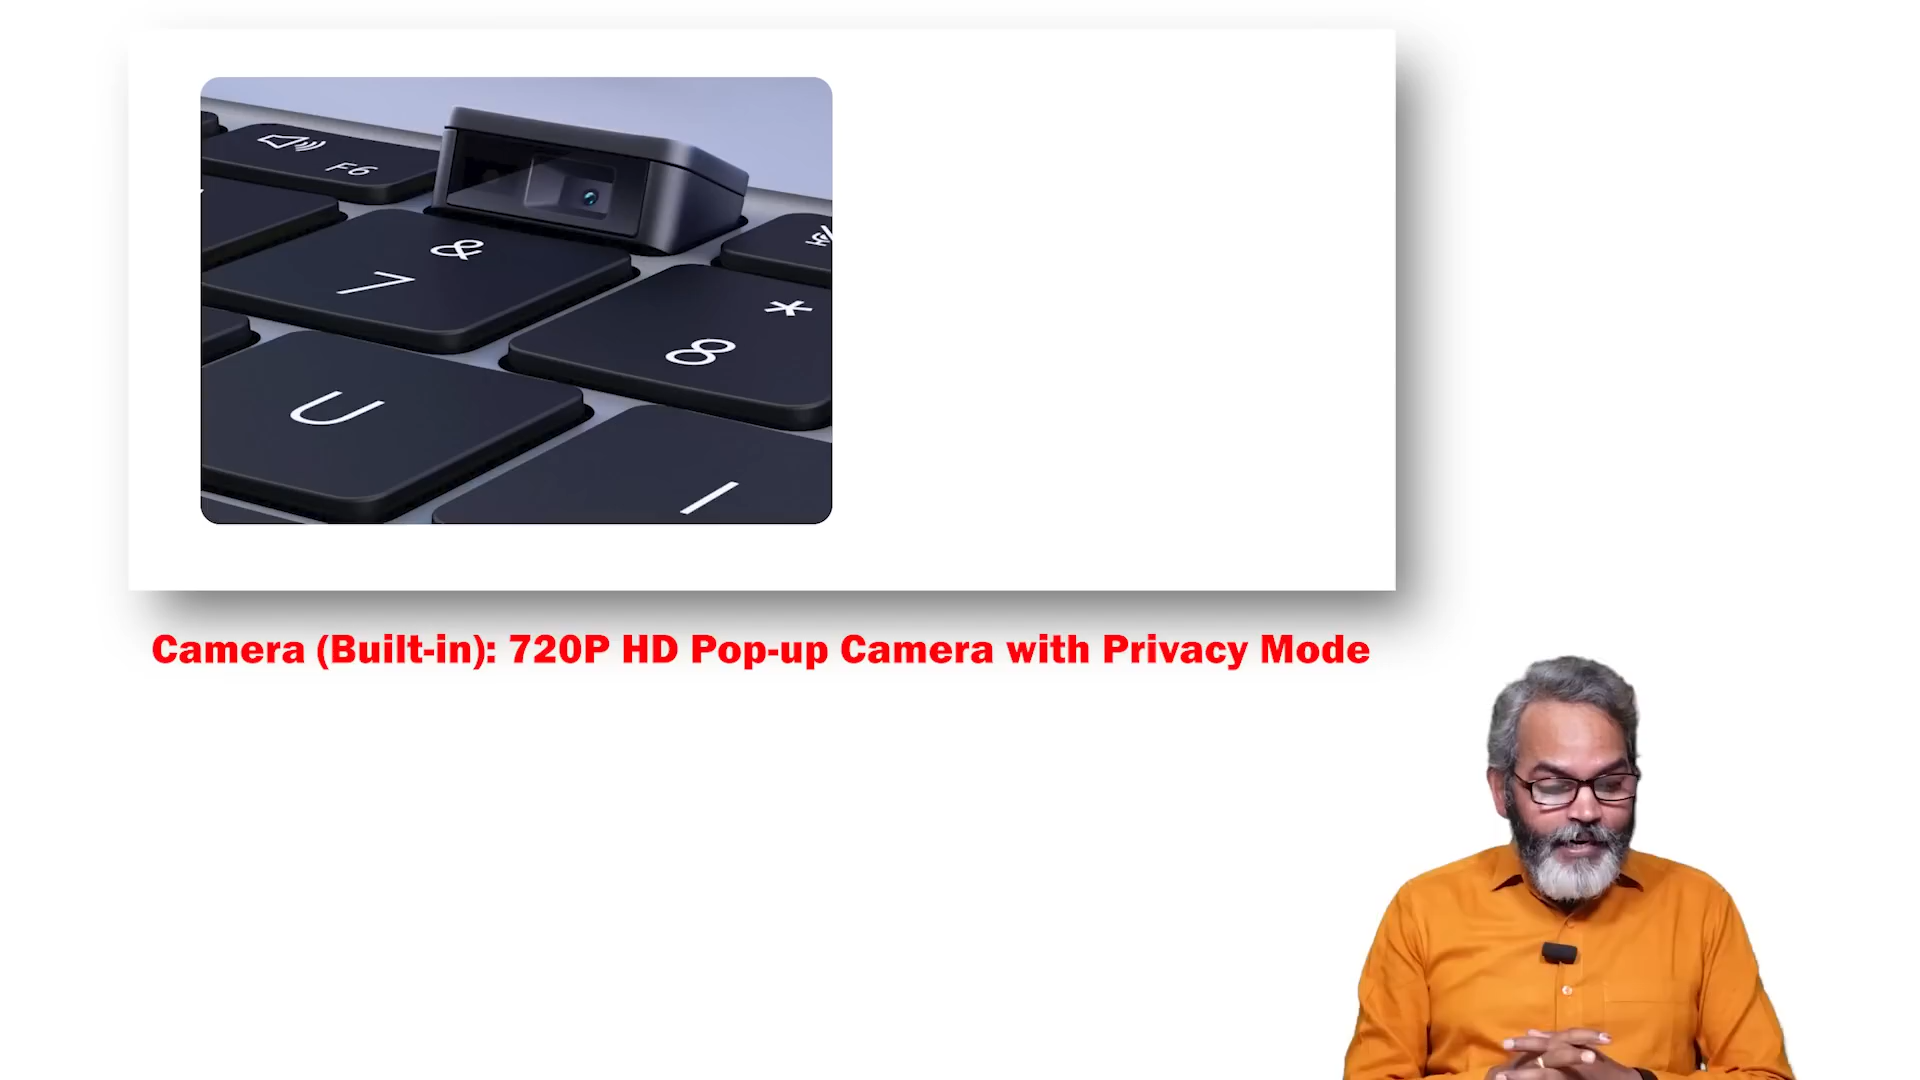 F6
&
7
*
8
U
I
Camera (Built-in): 720P HD Pop-up Camera with Privacy Mode